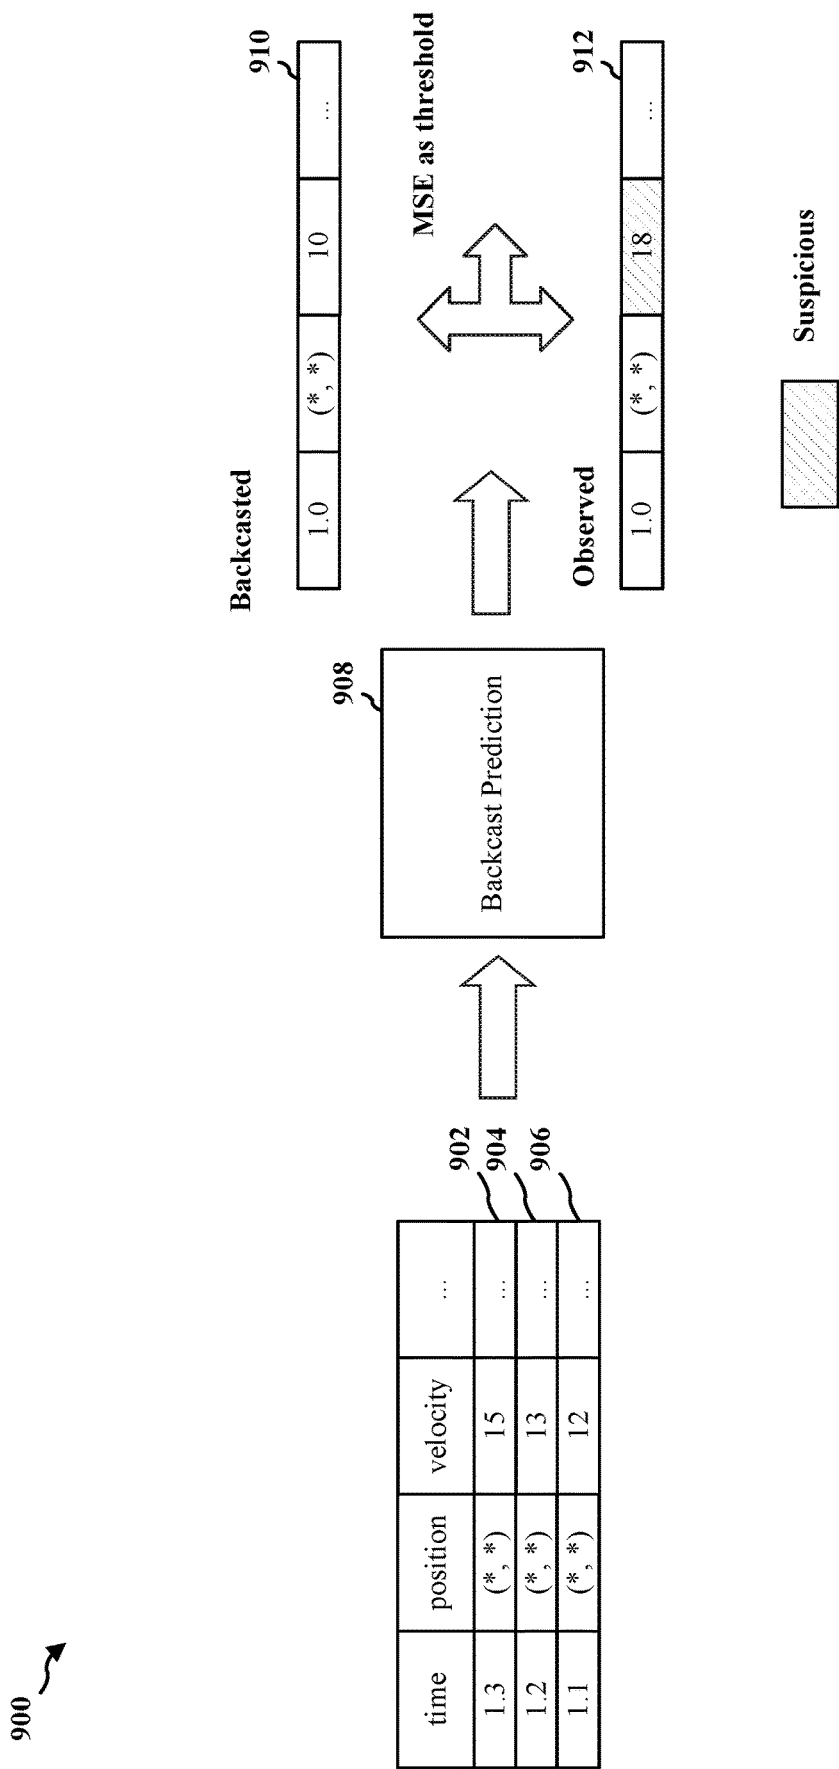 900
time position velocity ...
1.3 (*,*) 15 ...
1.2 (*,*) 13 ...
1.1 (*,*) 12 ...
902
904
906
908
Backcast Prediction
Backcasted
910
1.0 (*,*) 10 ...
MSE as threshold
Observed
912
1.0 (*,*) 18 ...
Suspicious